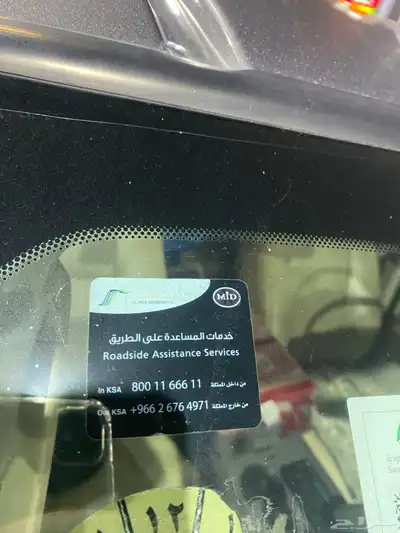 MID
خدمات المساعدة على الطريق
Roadside Assistance Services
In KSA 800 11 666 11 من داخل المملكة
Out KSA +966 2 676 4971 من خارج المملكة
١٢